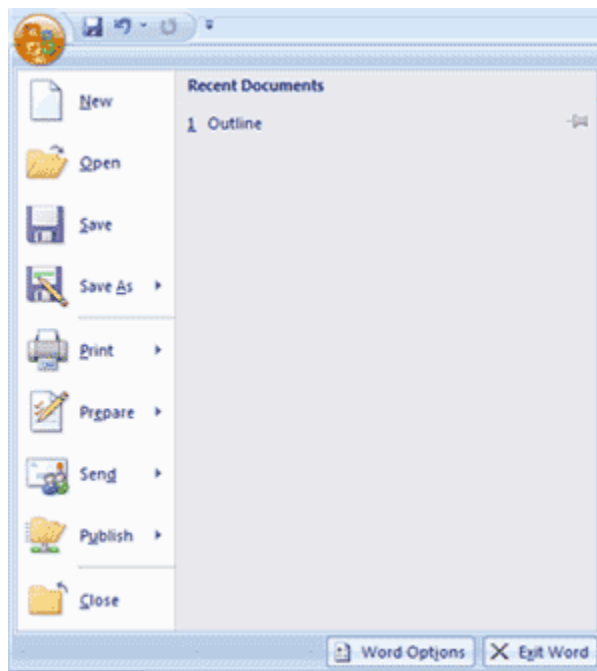 New
Open
Save
Save As
Print
Prepare
Send
Publish
Close
Recent Documents
1 Outline
Word Options
Exit Word